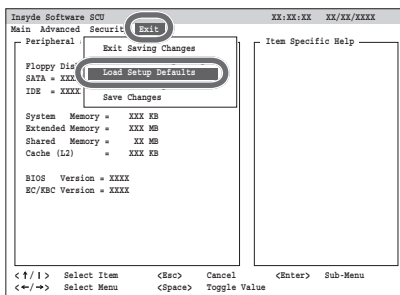 Insyde Software SCU XX:XX:XX XX/XX/XXXX
Main Advanced Securit Exit
Peripheral Item Specific Help
Exit Saving Changes
Floppy Dis
Load Setup Defaults
SATA = XXX
IDE = XXXX
Save Changes
System Memory = XXX KB
Extended Memory = XXX MB
Shared Memory = XX MB
Cache (L2) = XXX KB
BIOS Version = XXXX
EC/KBC Version = XXXX
<↑/↓> Select Item <Esc> Cancel <Enter> Sub-Menu
<←/→> Select Menu <Space> Toggle Value